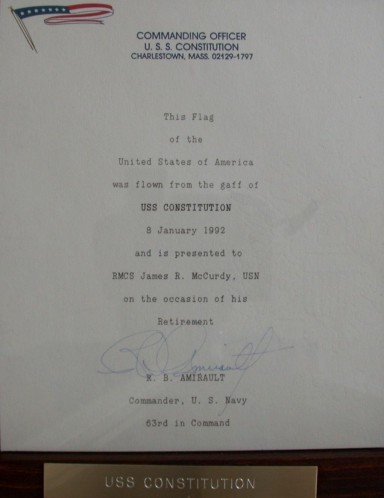 COMMANDING OFFICER
U. S. S. CONSTITUTION
CHARLESTOWN, MASS. 02129-1797
This Flag
of the
United States of America
was flown from the gaff of
USS CONSTITUTION
8 January 1992
and is presented to
RMCS James R. McCurdy, USN
on the occasion of his
Retirement
R. B. Amirault
R. B. AMIRAULT
Commander, U. S. Navy
63rd in Command
USS CONSTITUTION